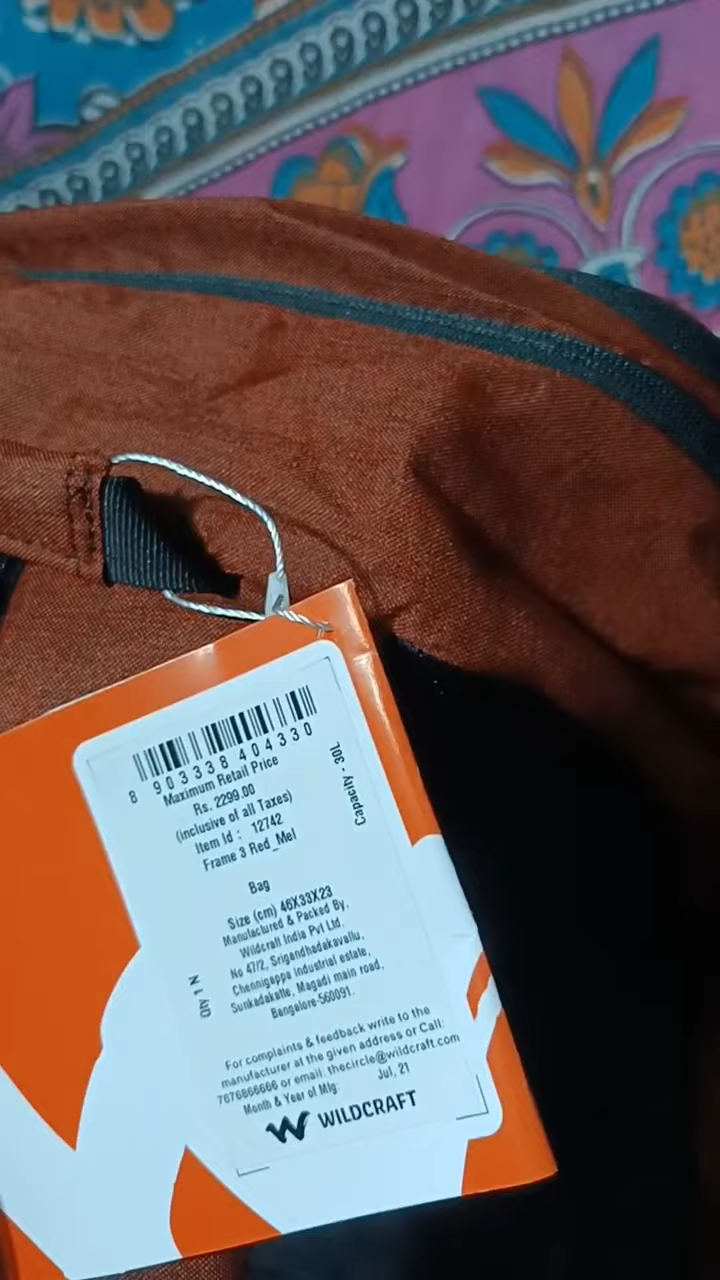 8 903338 404330
Maximum Retail Price
Rs. 2299.00
(inclusive of all Taxes)
Item Id : 12742
Frame 3 Red_Mel
Capacity - 30L
Bag
Size (cm) 46X33X23
Manufactured & Packed By,
Wildcraft India Pvt Ltd.
No 47/2, Srigandhadakavallu,
Chennigappa industrial estate,
Sunkadakatte, Magadi main road,
Bangalore-560091.
Qty 1 N
For complaints & feedback write to the
manufacturer at the given address or Call:
7676866666 or email: thecircle@wildcraft.com
Month & Year of Mfg: Jul, 21
WILDCRAFT